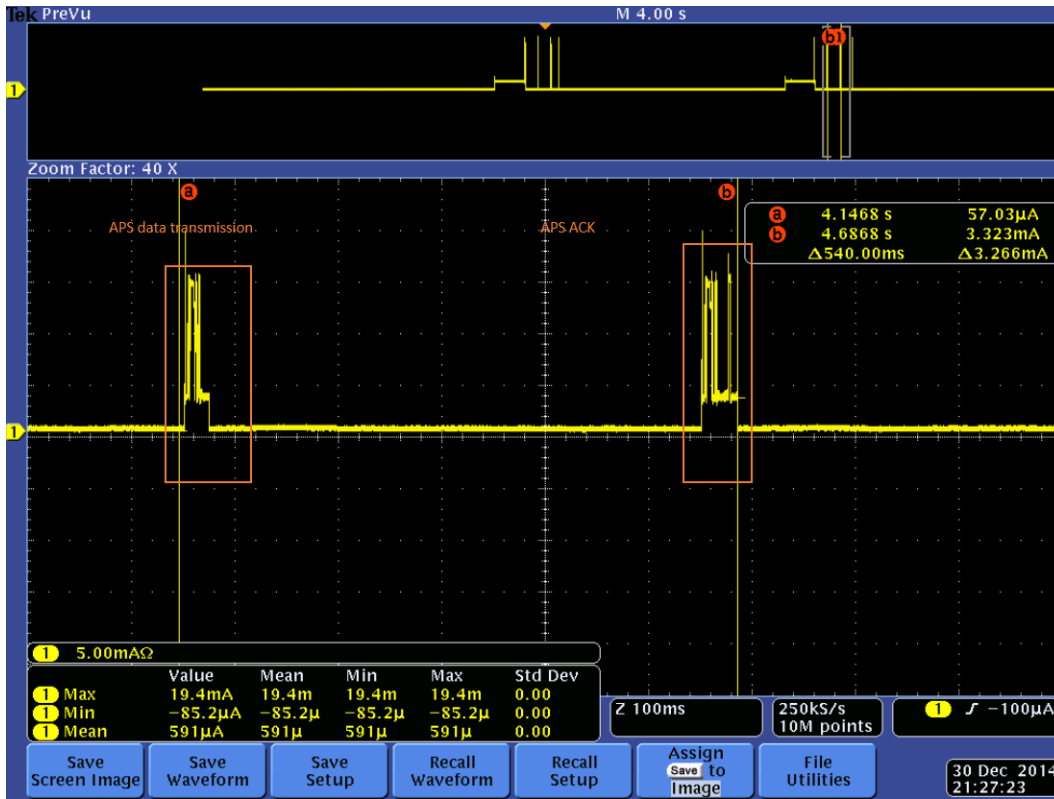 Tek PreVu M 4.00 s
b1
1
Zoom Factor: 40 X
a b
APS data transmission APS ACK
a 4.1468 s 57.03µA
b 4.6868 s 3.323mA
Δ540.00ms Δ3.266mA
1
1 5.00mAΩ
Value Mean Min Max Std Dev
1 Max 19.4mA 19.4m 19.4m 19.4m 0.00
1 Min −85.2µA −85.2µ −85.2µ −85.2µ 0.00
1 Mean 591µA 591µ 591µ 591µ 0.00
Z 100ms
250kS/s
10M points
1 ƒ −100µA
Save
Screen Image
Save
Waveform
Save
Setup
Recall
Waveform
Recall
Setup
Assign
Save to
Image
File
Utilities
30 Dec 2014
21:27:23